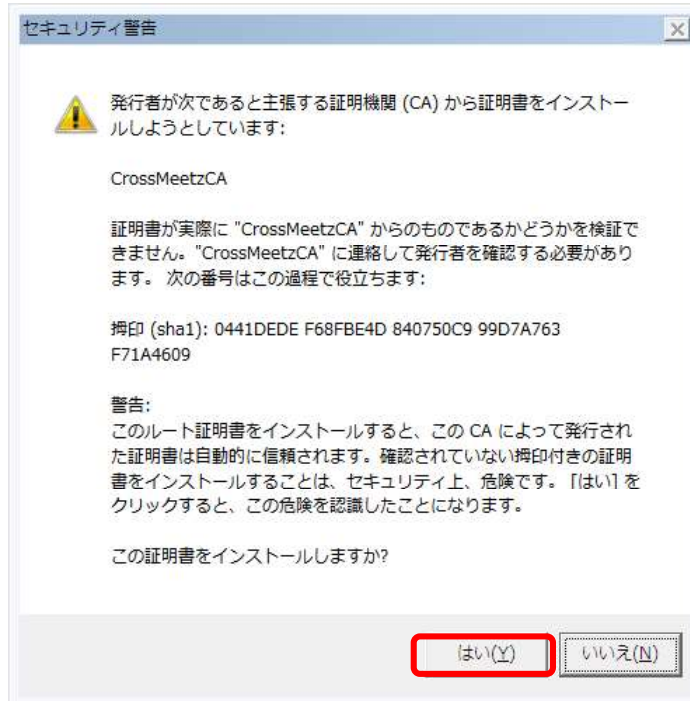 セキュリティ警告
発行者が次であると主張する証明機関 (CA) から証明書をインストー
ルしようとしています:
CrossMeetzCA
証明書が実際に "CrossMeetzCA" からのものであるかどうかを検証で
きません。"CrossMeetzCA" に連絡して発行者を確認する必要があり
ます。 次の番号はこの過程で役立ちます:
拇印 (sha1): 0441DEDE F68FBE4D 840750C9 99D7A763
F71A4609
警告:
このルート証明書をインストールすると、この CA によって発行され
た証明書は自動的に信頼されます。確認されていない拇印付きの証明
書をインストールすることは、セキュリティ上、危険です。 [はい] を
クリックすると、この危険を認識したことになります。
この証明書をインストールしますか?
はい(Y)
いいえ(N)